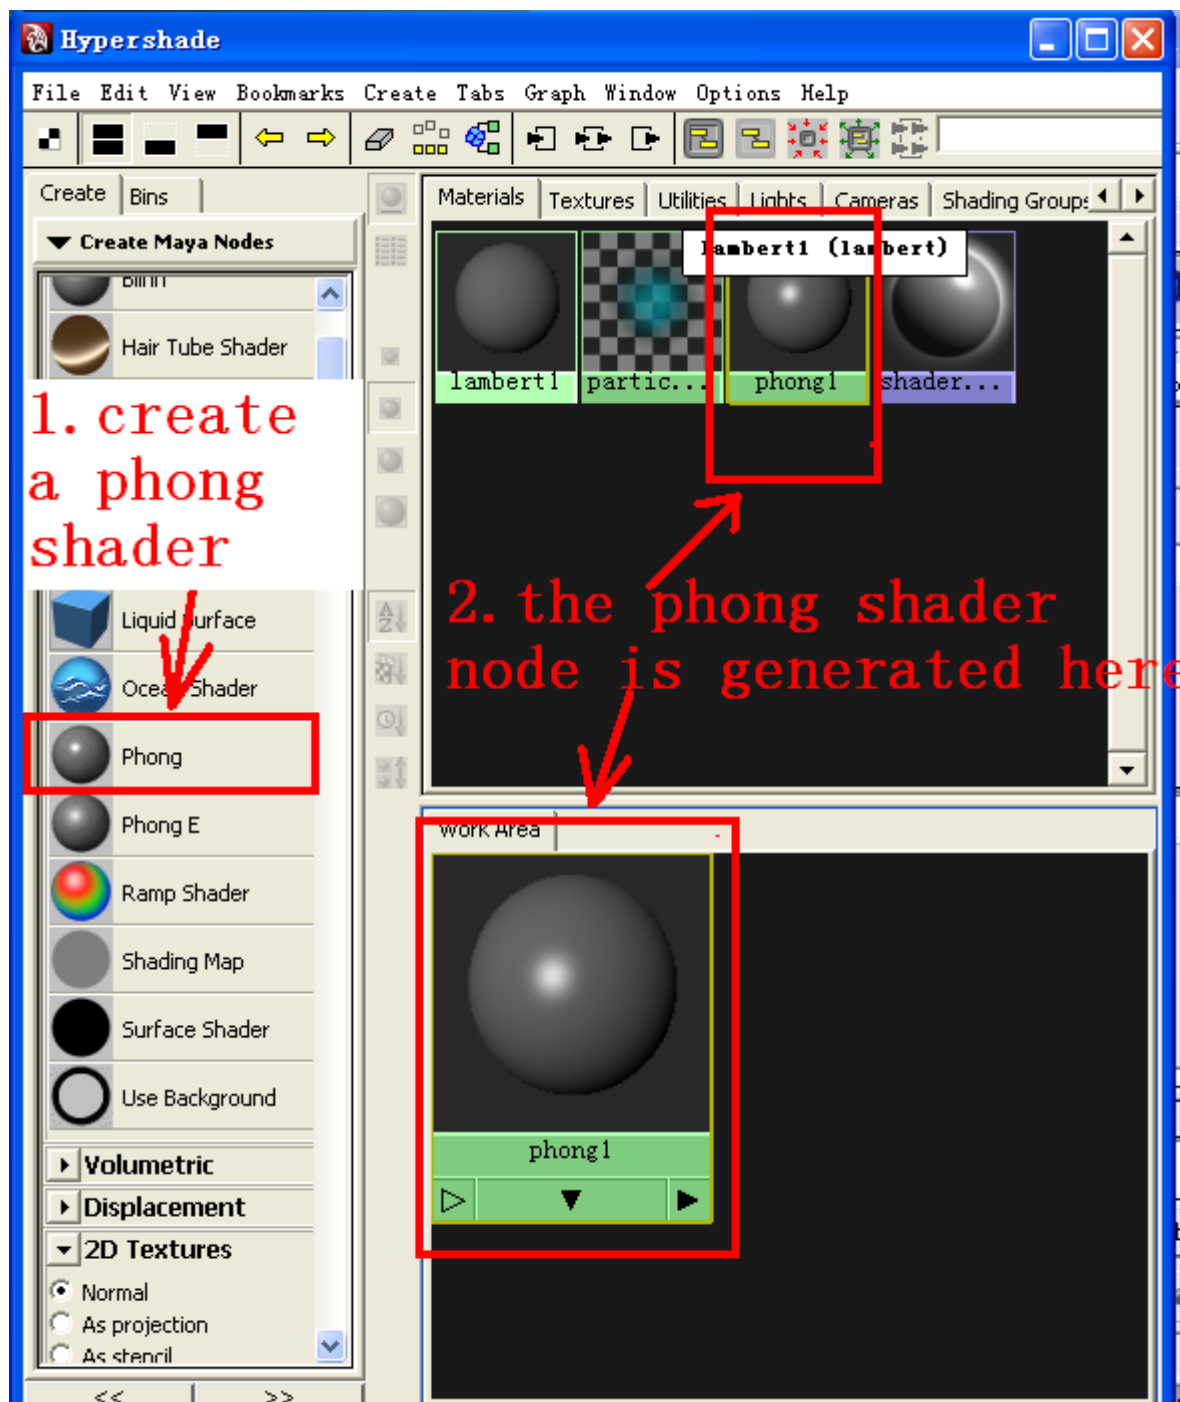 Hypershade
File Edit View Bookmarks Create Tabs Graph Window Options Help
Create Bins
Materials Textures Utilities Lights Cameras Shading Groups
Create Maya Nodes
lambert1 (lambert)
Blinn
Hair Tube Shader
lambert1 partic... phong1 shader...
1. create
a phong
shader
2. the phong shader
node is generated here
Liquid Surface
Ocean Shader
Phong
Phong E
Work Area
Ramp Shader
Shading Map
Surface Shader
Use Background
phong1
Volumetric
Displacement
2D Textures
Normal
As projection
As stencil
<< >>